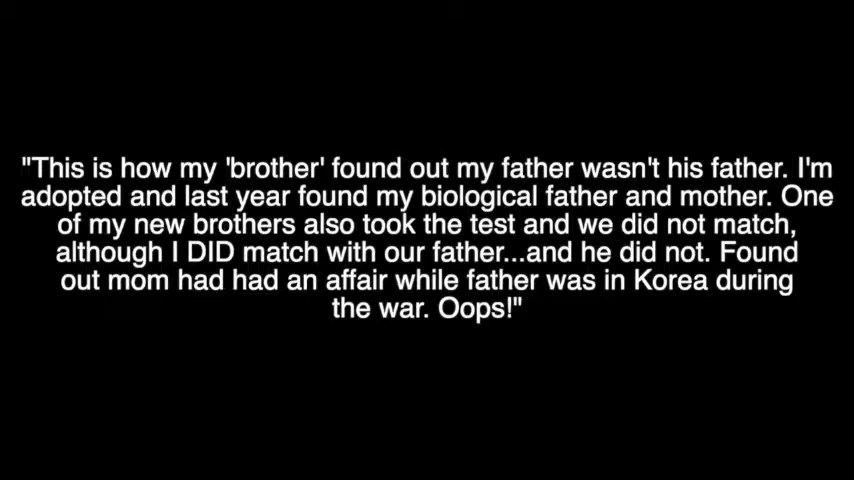 "This is how my 'brother' found out my father wasn't his father. I'm
adopted and last year found my biological father and mother. One
of my new brothers also took the test and we did not match,
although I DID match with our father...and he did not. Found
out mom had had an affair while father was in Korea during
the war. Oops!"